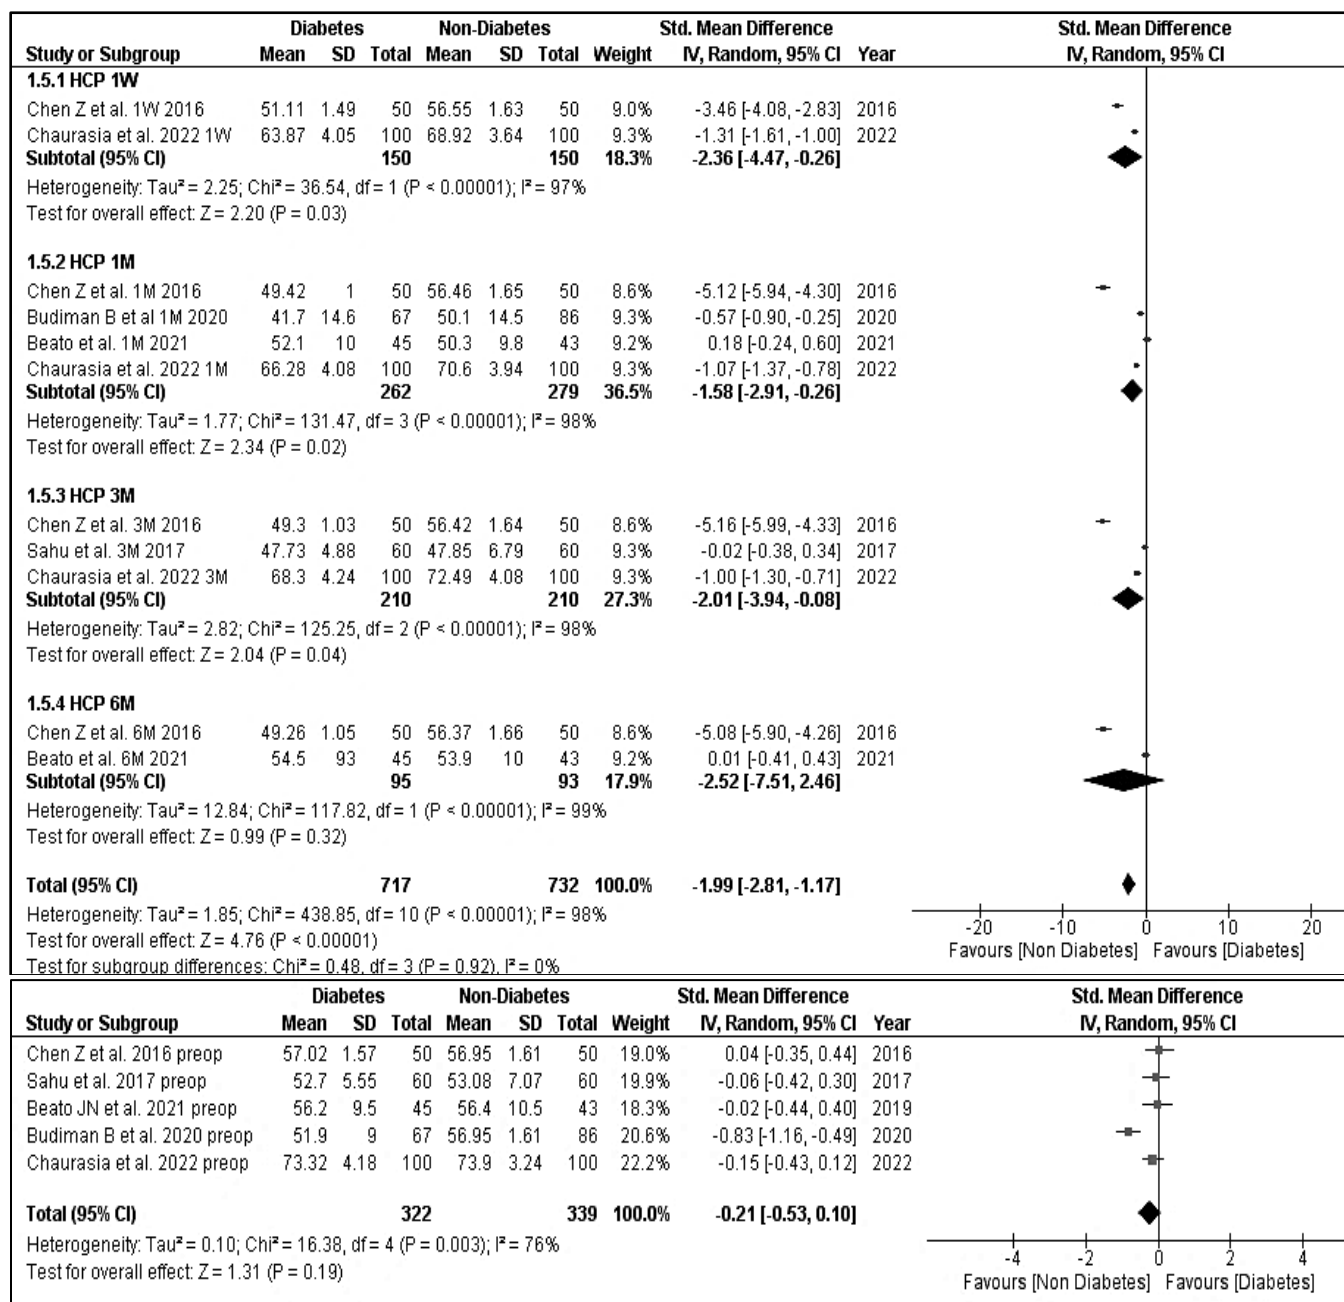 Diabetes Non-Diabetes Std. Mean Difference Std. Mean Difference
Study or Subgroup Mean SD Total Mean SD Total Weight IV, Random, 95% CI Year IV, Random, 95% CI
1.5.1 HCP 1W
Chen Z et al. 1W 2016 51.11 1.49 50 56.55 1.63 50 9.0% -3.46 [-4.08, -2.83] 2016
Chaurasia et al. 2022 1W 63.87 4.05 100 68.92 3.64 100 9.3% -1.31 [-1.61, -1.00] 2022
Subtotal (95% CI) 150 150 18.3% -2.36 [-4.47, -0.26]
Heterogeneity: Tau² = 2.25; Chi² = 36.54, df = 1 (P < 0.00001); I² = 97%
Test for overall effect: Z = 2.20 (P = 0.03)
1.5.2 HCP 1M
Chen Z et al. 1M 2016 49.42 1 50 56.46 1.65 50 8.6% -5.12 [-5.94, -4.30] 2016
Budiman B et al 1M 2020 41.7 14.6 67 50.1 14.5 86 9.3% -0.57 [-0.90, -0.25] 2020
Beato et al. 1M 2021 52.1 10 45 50.3 9.8 43 9.2% 0.18 [-0.24, 0.60] 2021
Chaurasia et al. 2022 1M 66.28 4.08 100 70.6 3.94 100 9.3% -1.07 [-1.37, -0.78] 2022
Subtotal (95% CI) 262 279 36.5% -1.58 [-2.91, -0.26]
Heterogeneity: Tau² = 1.77; Chi² = 131.47, df = 3 (P < 0.00001); I² = 98%
Test for overall effect: Z = 2.34 (P = 0.02)
1.5.3 HCP 3M
Chen Z et al. 3M 2016 49.3 1.03 50 56.42 1.64 50 8.6% -5.16 [-5.99, -4.33] 2016
Sahu et al. 3M 2017 47.73 4.88 60 47.85 6.79 60 9.3% -0.02 [-0.38, 0.34] 2017
Chaurasia et al. 2022 3M 68.3 4.24 100 72.49 4.08 100 9.3% -1.00 [-1.30, -0.71] 2022
Subtotal (95% CI) 210 210 27.3% -2.01 [-3.94, -0.08]
Heterogeneity: Tau² = 2.82; Chi² = 125.25, df = 2 (P < 0.00001); I² = 98%
Test for overall effect: Z = 2.04 (P = 0.04)
1.5.4 HCP 6M
Chen Z et al. 6M 2016 49.26 1.05 50 56.37 1.66 50 8.6% -5.08 [-5.90, -4.26] 2016
Beato et al. 6M 2021 54.5 93 45 53.9 10 43 9.2% 0.01 [-0.41, 0.43] 2021
Subtotal (95% CI) 95 93 17.9% -2.52 [-7.51, 2.46]
Heterogeneity: Tau² = 12.84; Chi² = 117.82, df = 1 (P < 0.00001); I² = 99%
Test for overall effect: Z = 0.99 (P = 0.32)
Total (95% CI) 717 732 100.0% -1.99 [-2.81, -1.17]
Heterogeneity: Tau² = 1.85; Chi² = 438.85, df = 10 (P < 0.00001); I² = 98%
Test for overall effect: Z = 4.76 (P < 0.00001)
Test for subgroup differences: Chi² = 0.48, df = 3 (P = 0.92), I² = 0%
-20 -10 0 10 20
Favours [Non Diabetes] Favours [Diabetes]
Diabetes Non-Diabetes Std. Mean Difference Std. Mean Difference
Study or Subgroup Mean SD Total Mean SD Total Weight IV, Random, 95% CI Year IV, Random, 95% CI
Chen Z et al. 2016 preop 57.02 1.57 50 56.95 1.61 50 19.0% 0.04 [-0.35, 0.44] 2016
Sahu et al. 2017 preop 52.7 5.55 60 53.08 7.07 60 19.9% -0.06 [-0.42, 0.30] 2017
Beato JN et al. 2021 preop 56.2 9.5 45 56.4 10.5 43 18.3% -0.02 [-0.44, 0.40] 2019
Budiman B et al. 2020 preop 51.9 9 67 56.95 1.61 86 20.6% -0.83 [-1.16, -0.49] 2020
Chaurasia et al. 2022 preop 73.32 4.18 100 73.9 3.24 100 22.2% -0.15 [-0.43, 0.12] 2022
Total (95% CI) 322 339 100.0% -0.21 [-0.53, 0.10]
Heterogeneity: Tau² = 0.10; Chi² = 16.38, df = 4 (P = 0.003); I² = 76%
Test for overall effect: Z = 1.31 (P = 0.19)
-4 -2 0 2 4
Favours [Non Diabetes] Favours [Diabetes]